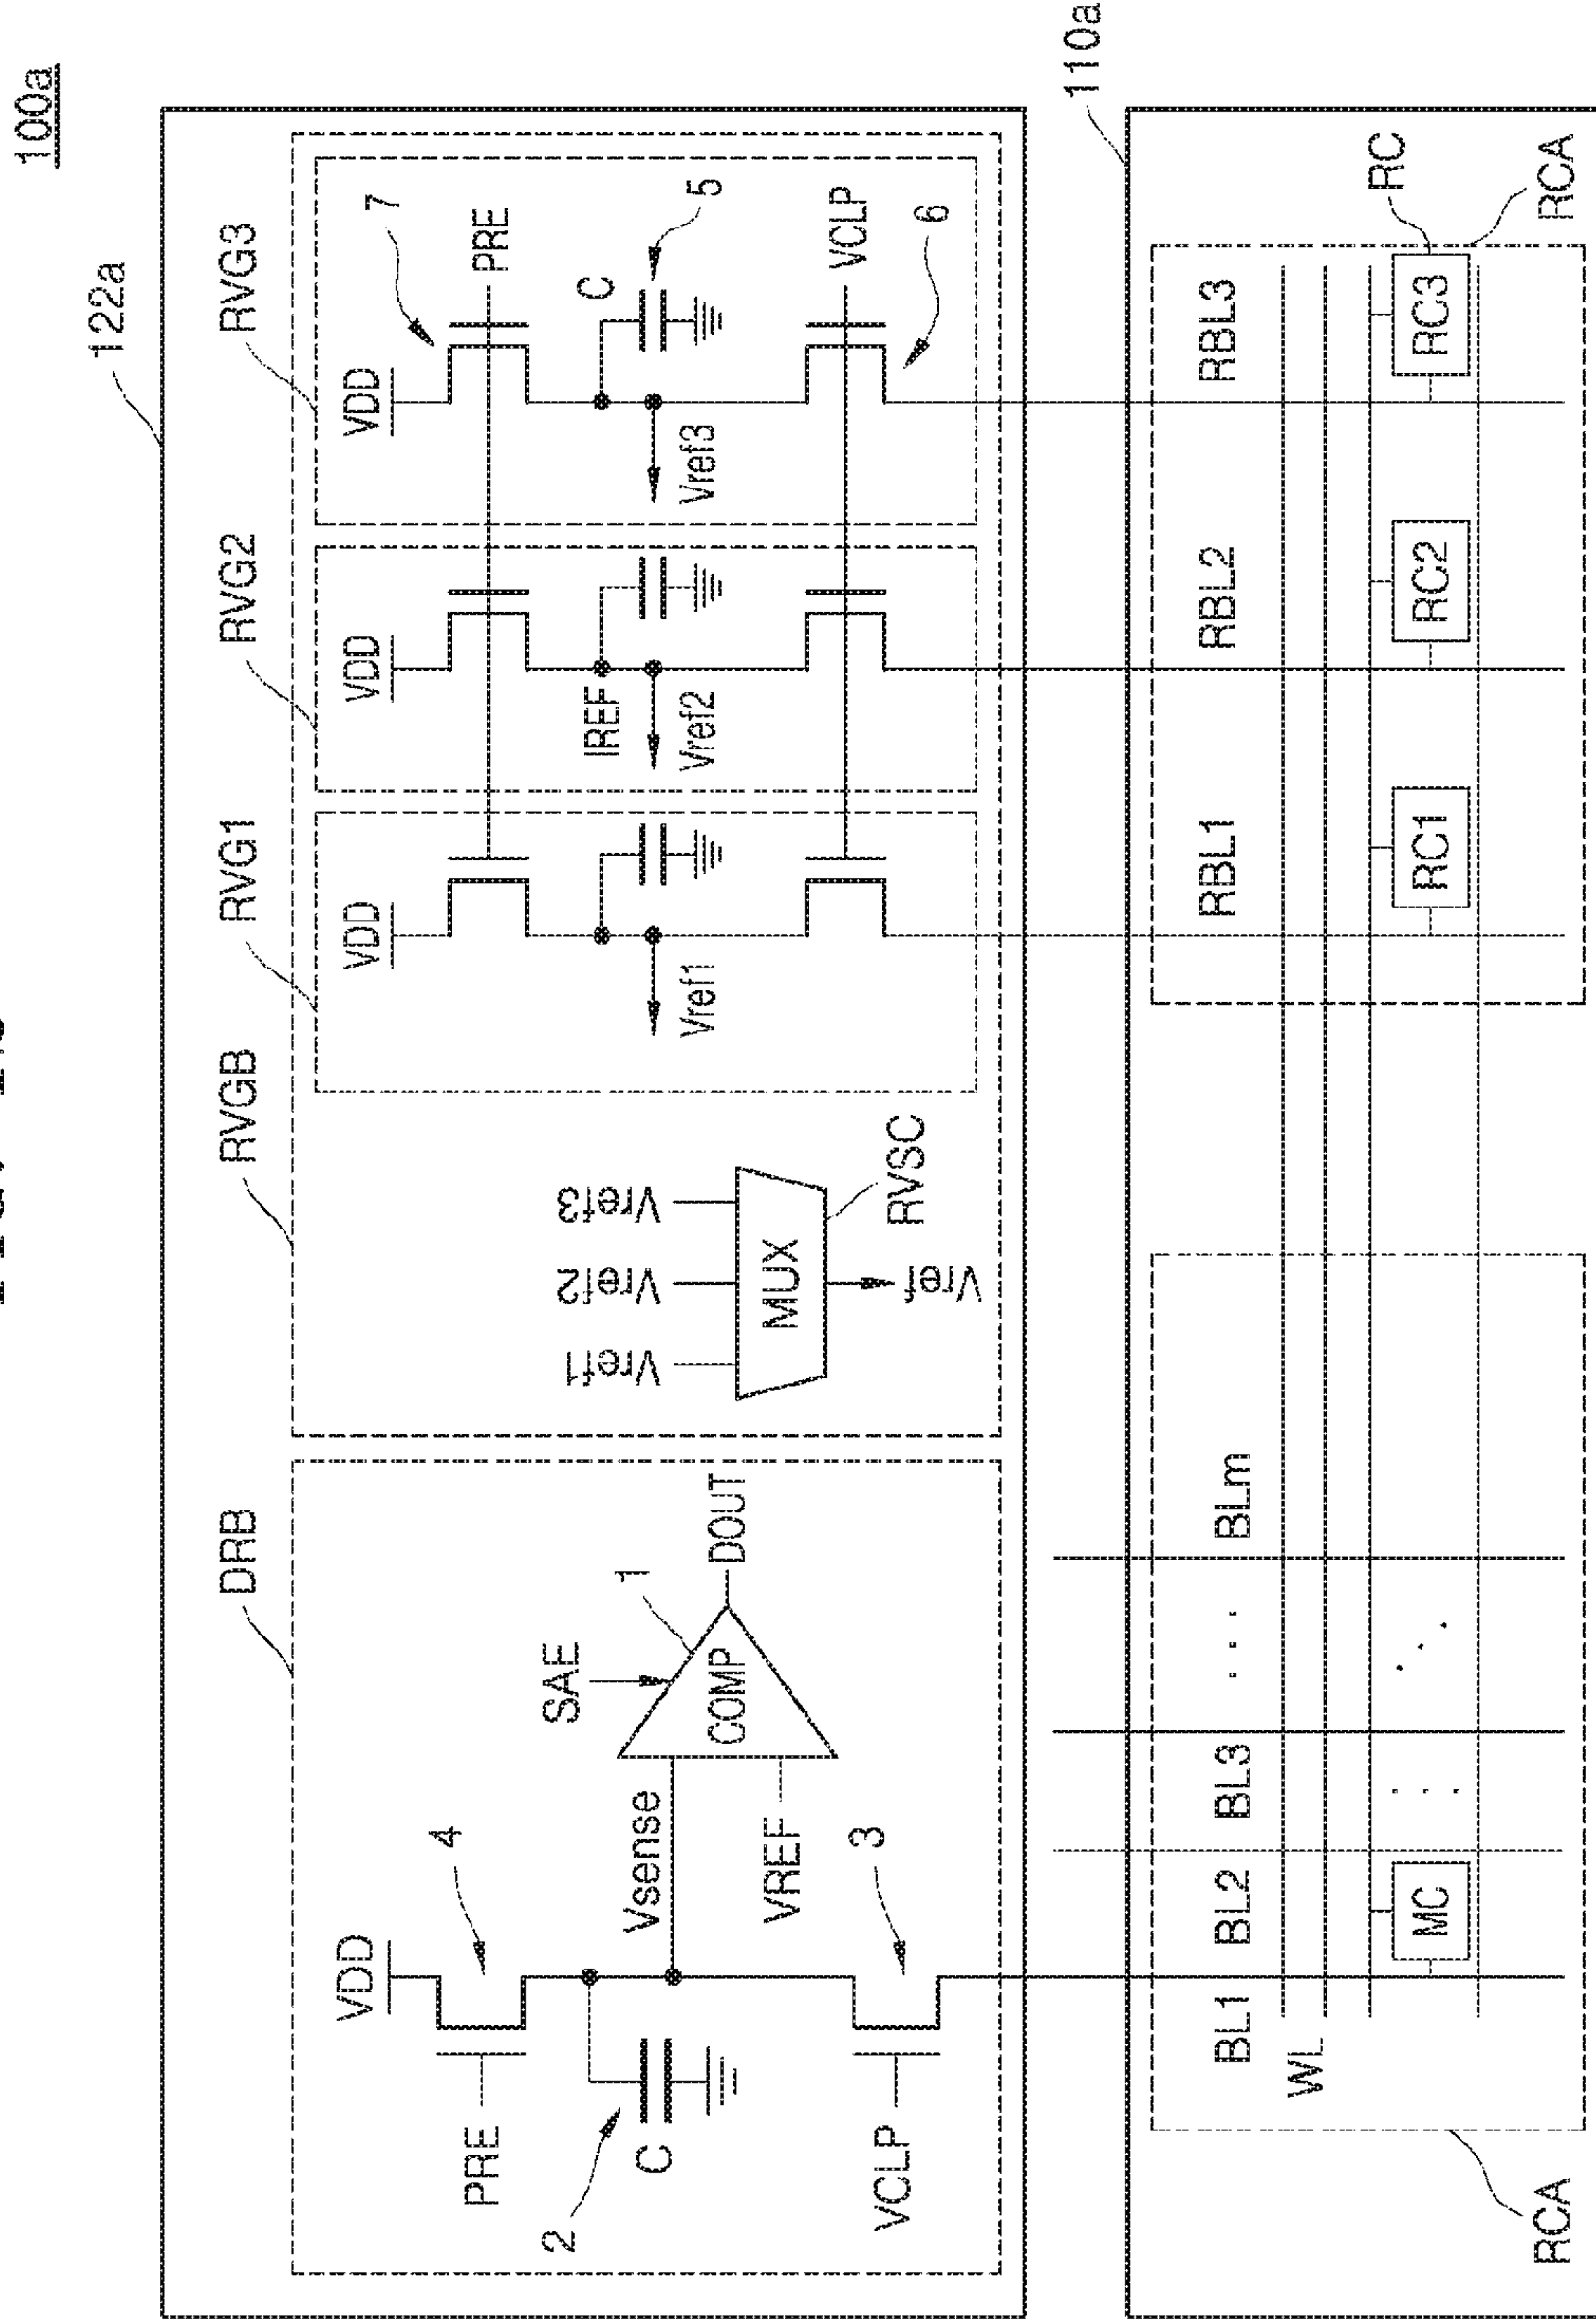 100a
122a
DRB
RVGB
RVG1
RVG2
RVG3
VDD
4
PRE
2
C
Vsense
SAE
1
COMP
DOUT
VREF
3
VCLP
Vref1
Vref2
Vref3
MUX
RVSC
Vref
VDD
VDD
VDD
7
PRE
Vref1
IREF
Vref2
C
5
Vref3
VCLP
6
110a
BL1
BL2
BL3
. . .
BLm
RBL1
RBL2
RBL3
WL
MC
RC1
RC2
RC3
RC
RCA
RCA